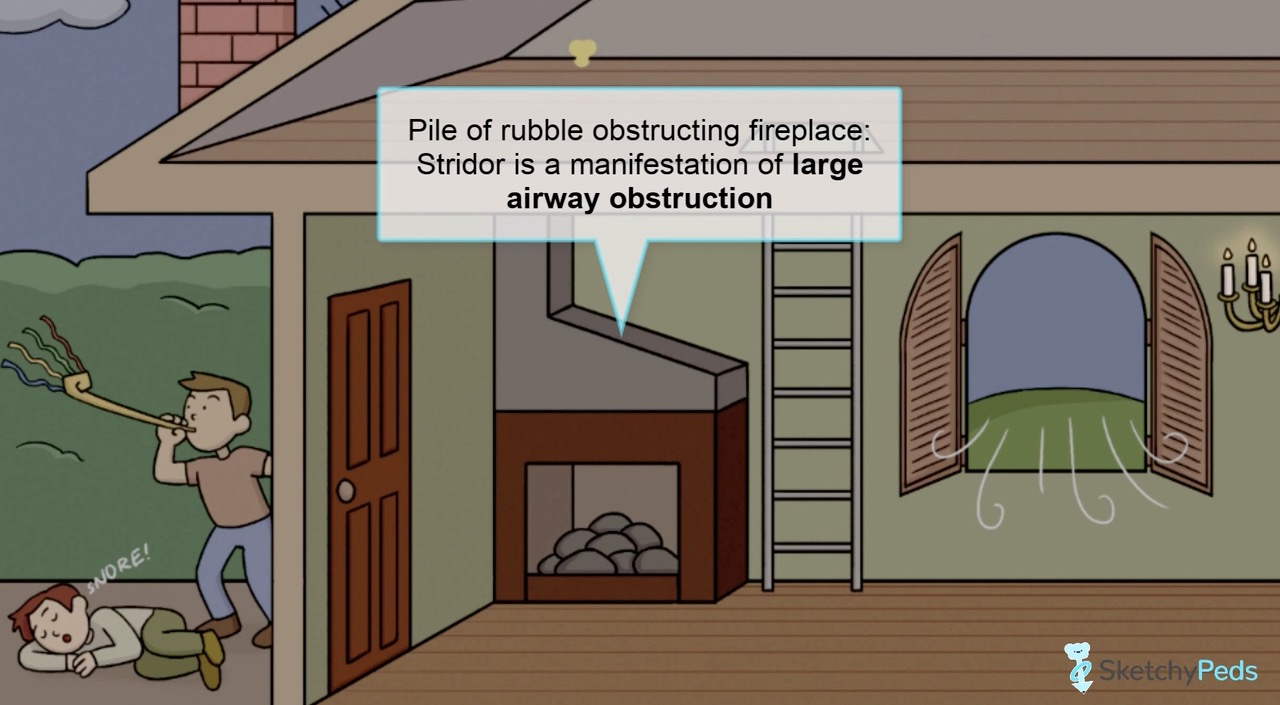 Pile of rubble obstructing fireplace:
Stridor is a manifestation of large
airway obstruction
SNORE!
SketchyPeds